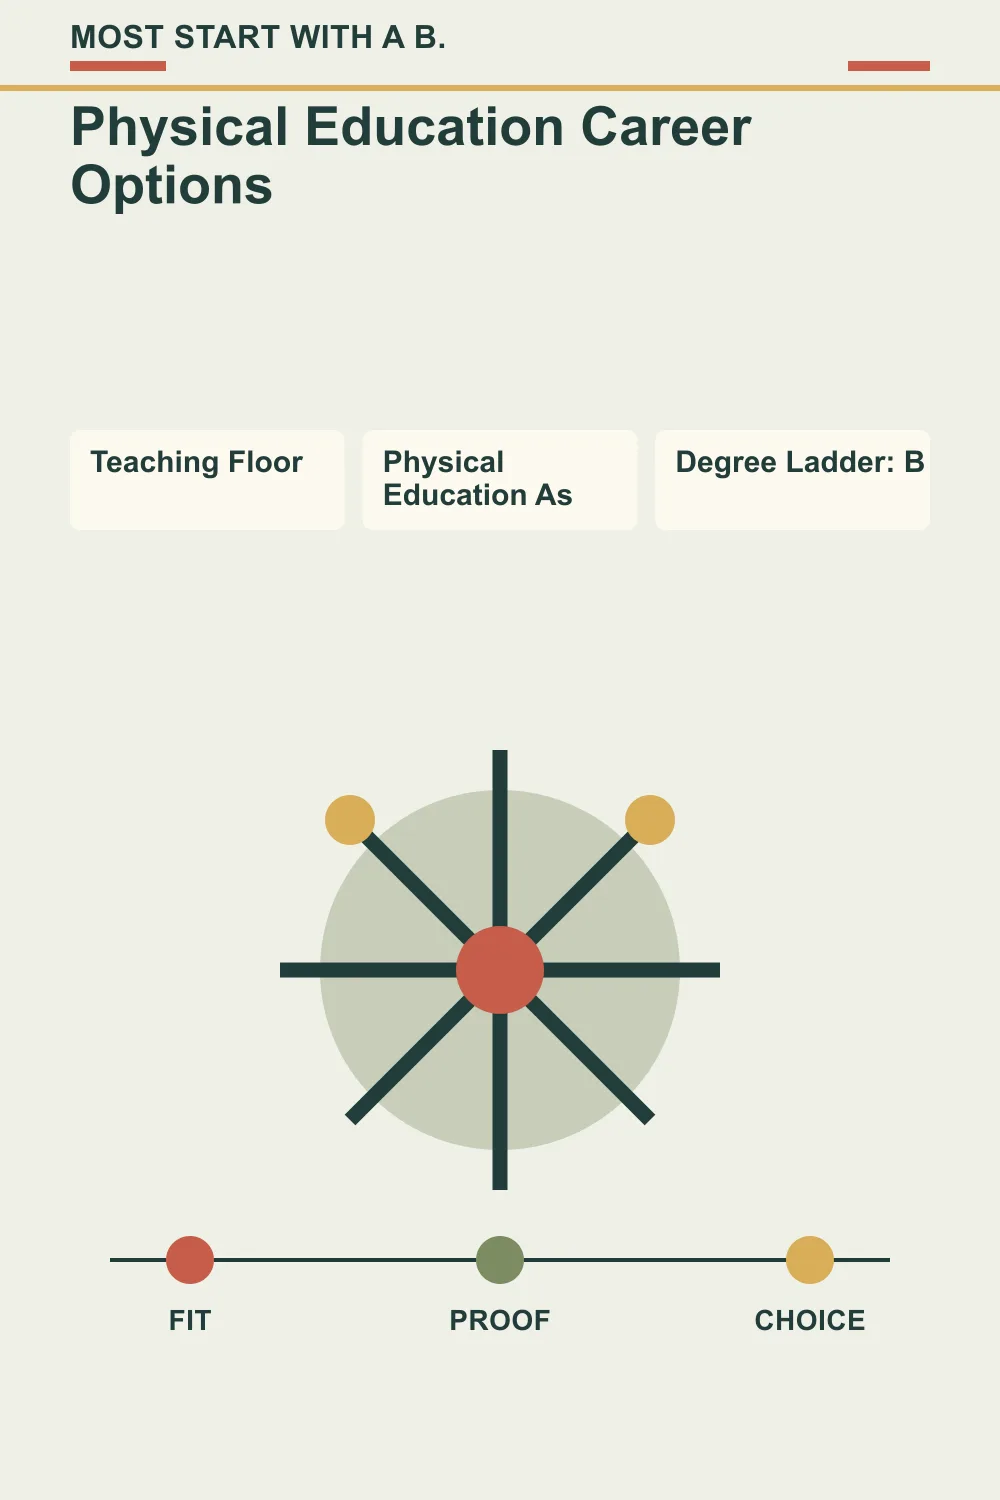 MOST START WITH A B.
Physical Education Career
Options
Teaching Floor
Physical
Education As
Degree Ladder: B
FIT
PROOF
CHOICE